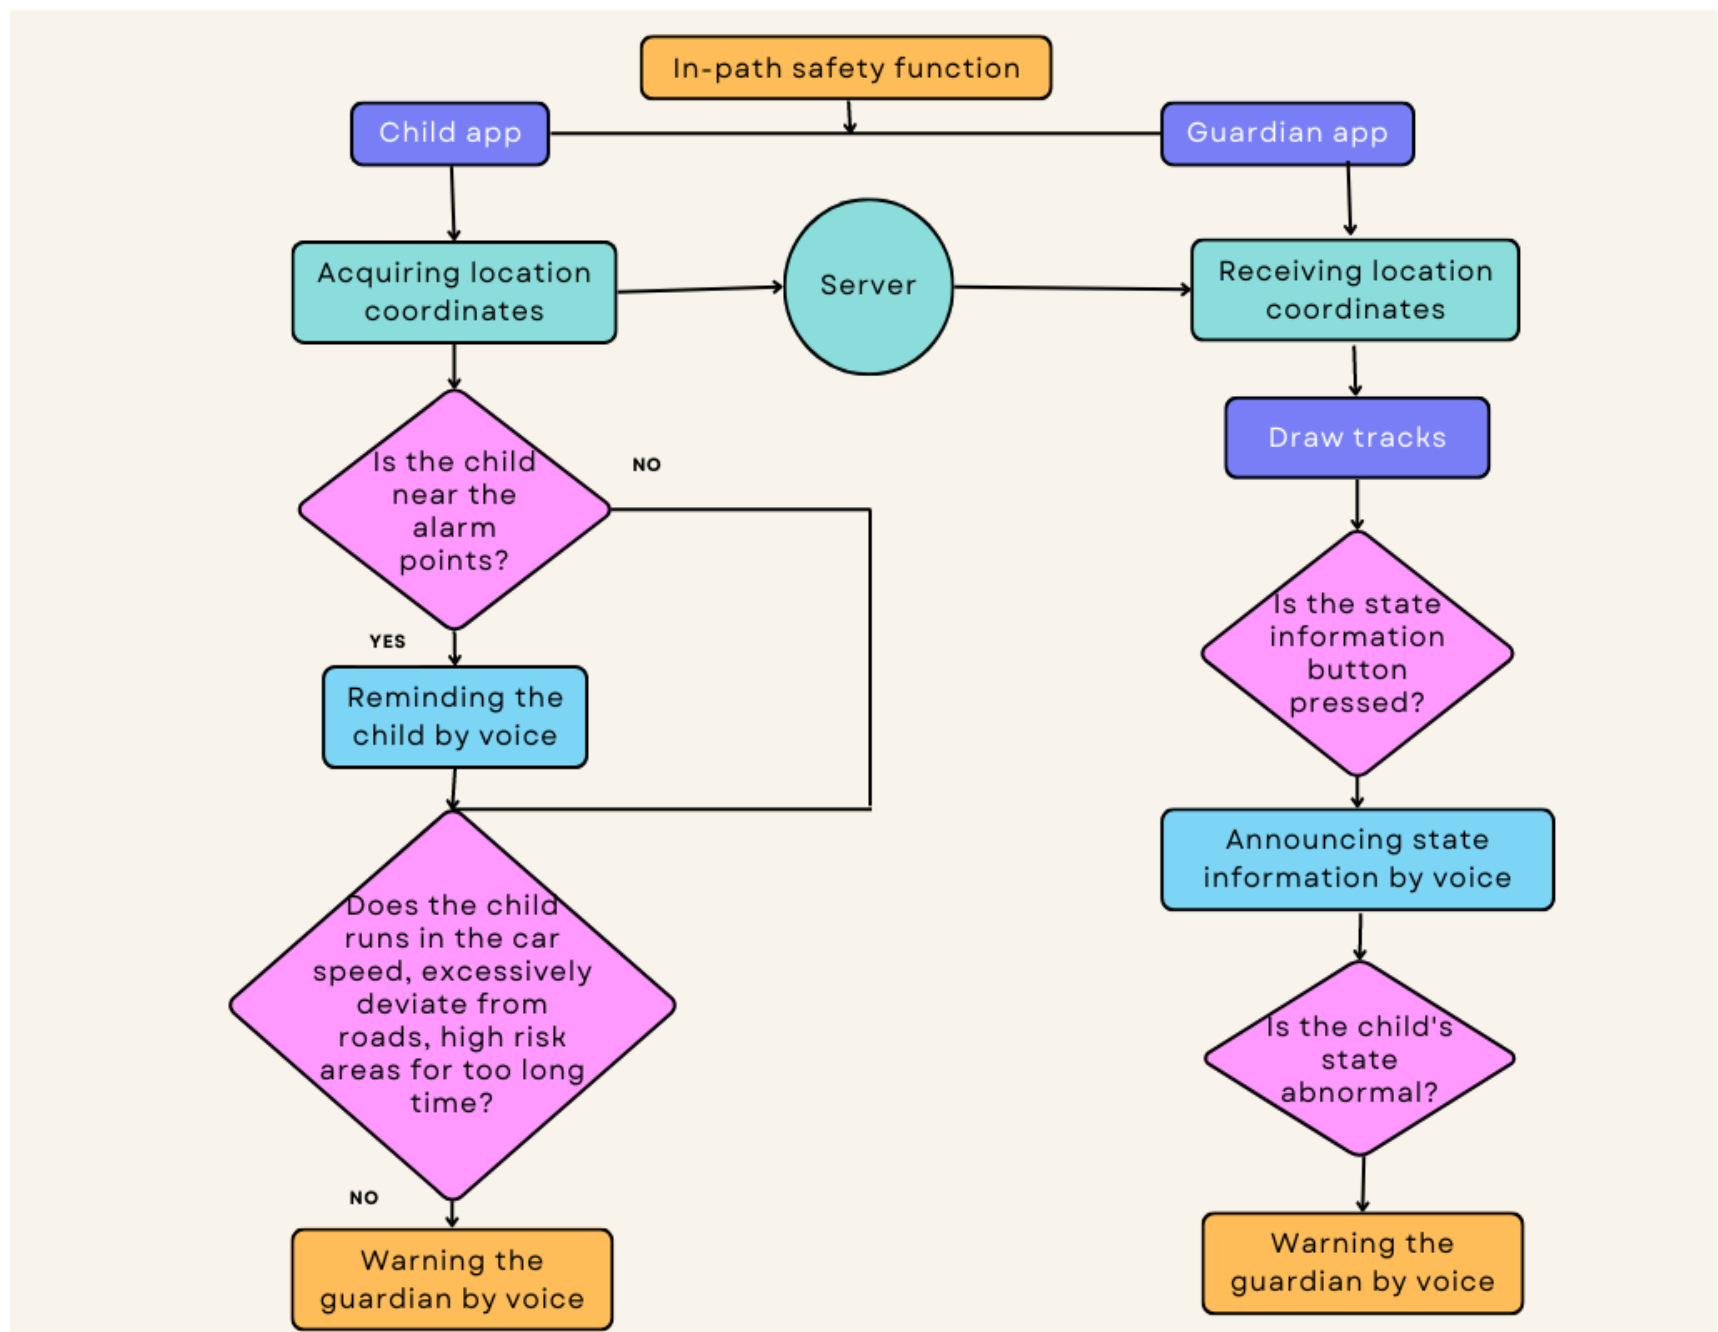 In-path safety function
Child app
Guardian app
Acquiring location
coordinates
Server
Receiving location
coordinates
Draw tracks
Is the child
near the
alarm
points?
NO
YES
Is the state
information
button
pressed?
Reminding the
child by voice
Announcing state
information by voice
Does the child
runs in the car
speed, excessively
deviate from
roads, high risk
areas for too long
time?
Is the child's
state
abnormal?
NO
Warning the
guardian by voice
Warning the
guardian by voice